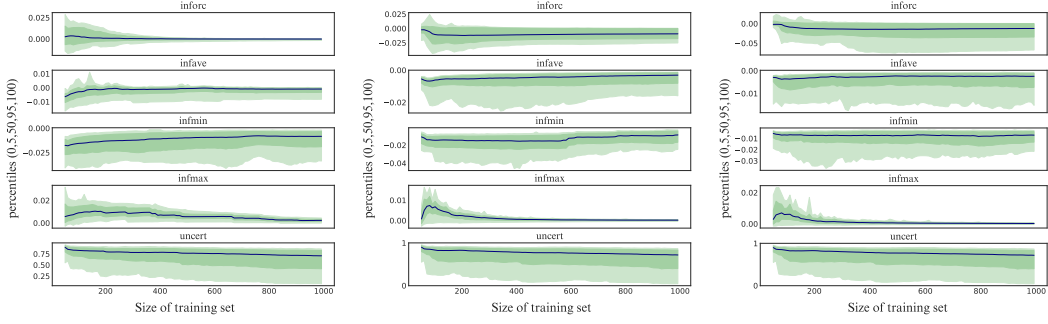 inforc
0.025
0.000
infave
0.01
0.00
−0.01
infmin
0.000
−0.025
infmax
0.02
0.00
uncert
0.75
0.50
0.25
200 400 600 800 1000
Size of training set
percentiles (0,5,50,95,100)
inforc
0.000
−0.025
infave
0.00
−0.02
infmin
−0.02
−0.04
infmax
0.01
0.00
uncert
1
0
200 400 600 800 1000
Size of training set
percentiles (0,5,50,95,100)
inforc
0.00
−0.05
infave
0.00
−0.01
infmin
−0.01
−0.02
−0.03
infmax
0.02
0.00
uncert
1
0
200 400 600 800 1000
Size of training set
percentiles (0,5,50,95,100)